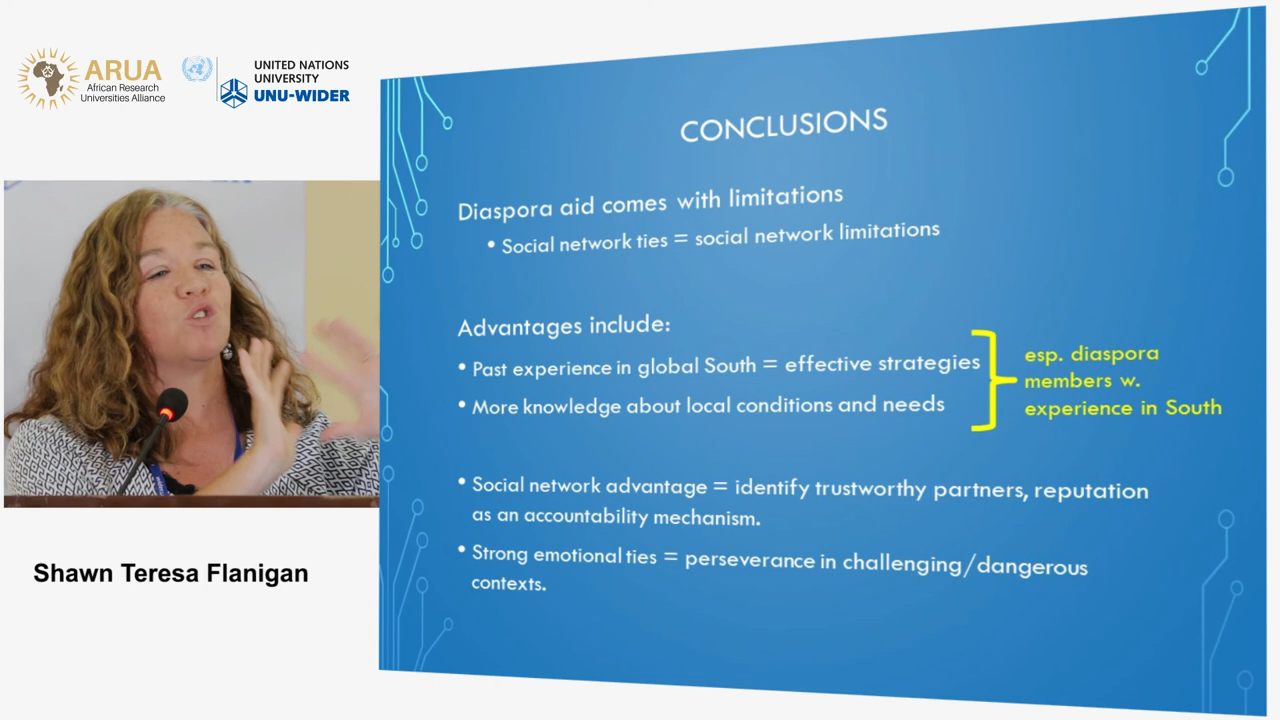 ARUA
African Research
Universities Alliance
UNITED NATIONS
UNIVERSITY
UNU-WIDER
CONCLUSIONS
Diaspora aid comes with limitations
• Social network ties = social network limitations
Advantages include:
• Past experience in global South = effective strategies
• More knowledge about local conditions and needs
esp. diaspora
members w.
experience in South
• Social network advantage = identify trustworthy partners, reputation
as an accountability mechanism.
• Strong emotional ties = perseverance in challenging/dangerous
contexts.
Shawn Teresa Flanigan